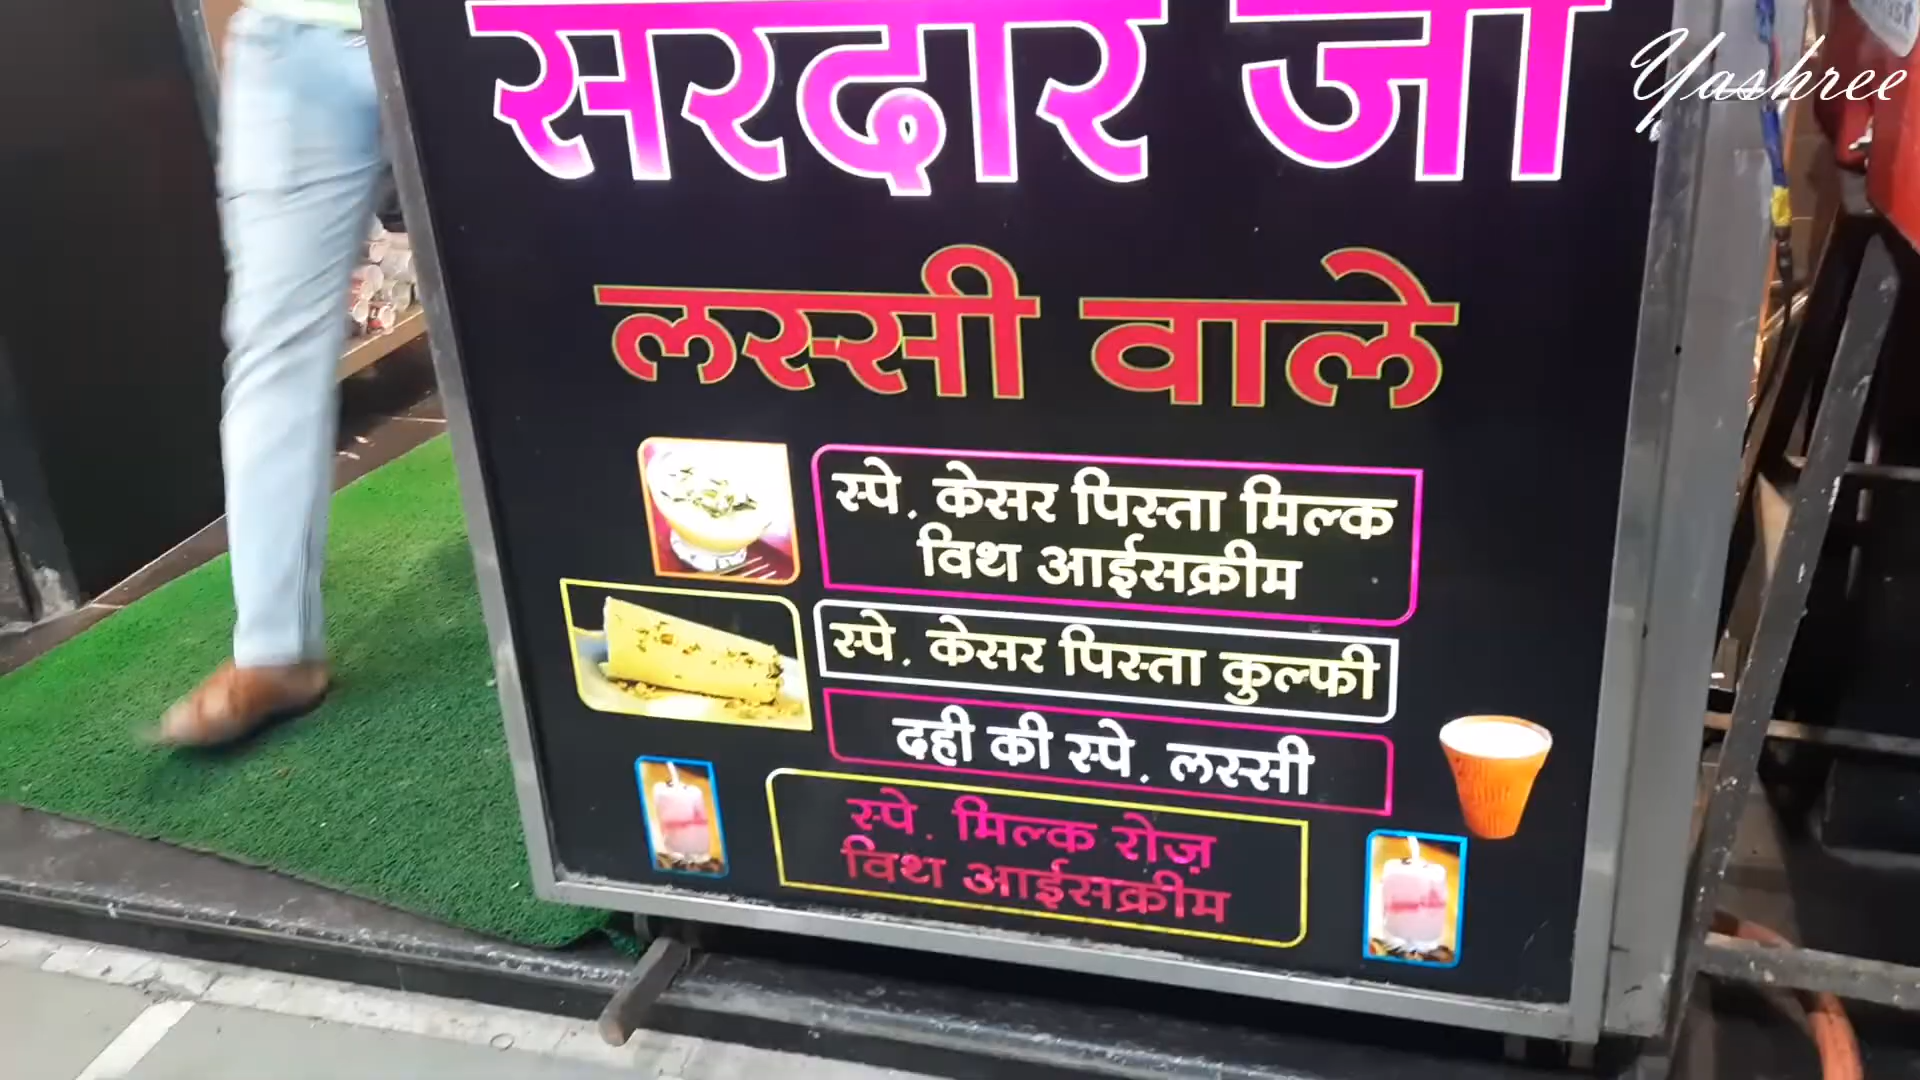 सरदार जी
Yashree
लस्सी वाले
स्पे. केसर पिस्ता मिल्क
विथ आईसक्रीम
स्पे. केसर पिस्ता कुल्फी
दही की स्पे. लस्सी
स्पे. मिल्क रोज़
विथ आईसक्रीम